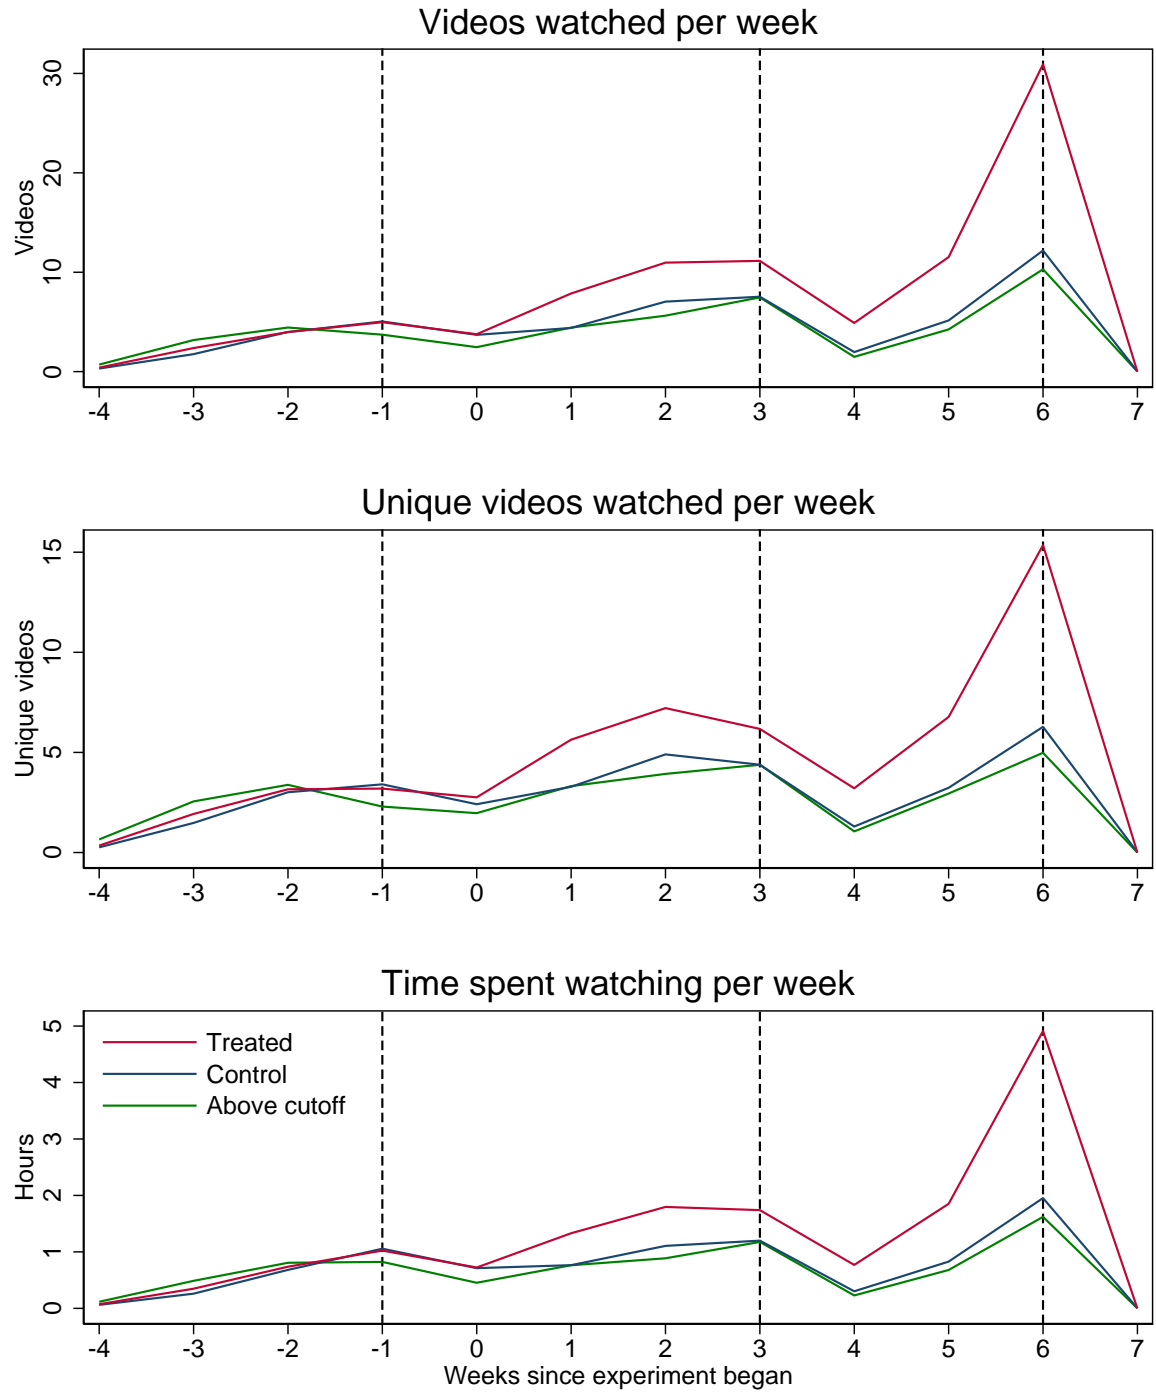 Videos watched per week
30
20
10
0
Videos
-4 -3 -2 -1 0 1 2 3 4 5 6 7
Unique videos watched per week
15
10
5
0
Unique videos
-4 -3 -2 -1 0 1 2 3 4 5 6 7
Time spent watching per week
5
4
3
2
1
0
Hours
Treated
Control
Above cutoff
-4 -3 -2 -1 0 1 2 3 4 5 6 7
Weeks since experiment began